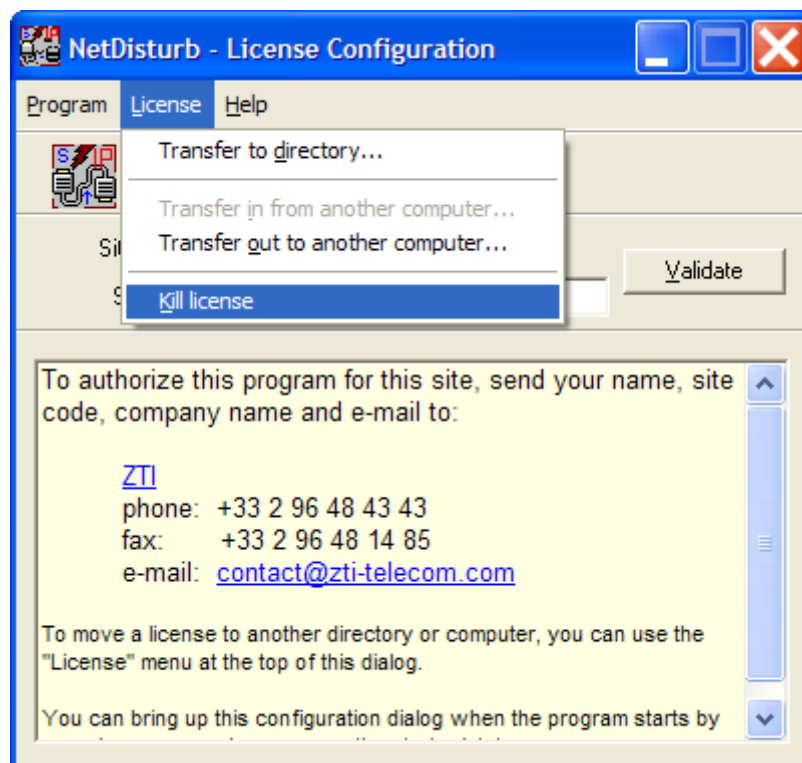 NetDisturb - License Configuration
Program License Help
Transfer to directory...
Transfer in from another computer...
Transfer out to another computer...
Kill license
Validate
To authorize this program for this site, send your name, site
code, company name and e-mail to:
ZTI
phone: +33 2 96 48 43 43
fax: +33 2 96 48 14 85
e-mail: contact@zti-telecom.com
To move a license to another directory or computer, you can use the
"License" menu at the top of this dialog.
You can bring up this configuration dialog when the program starts by